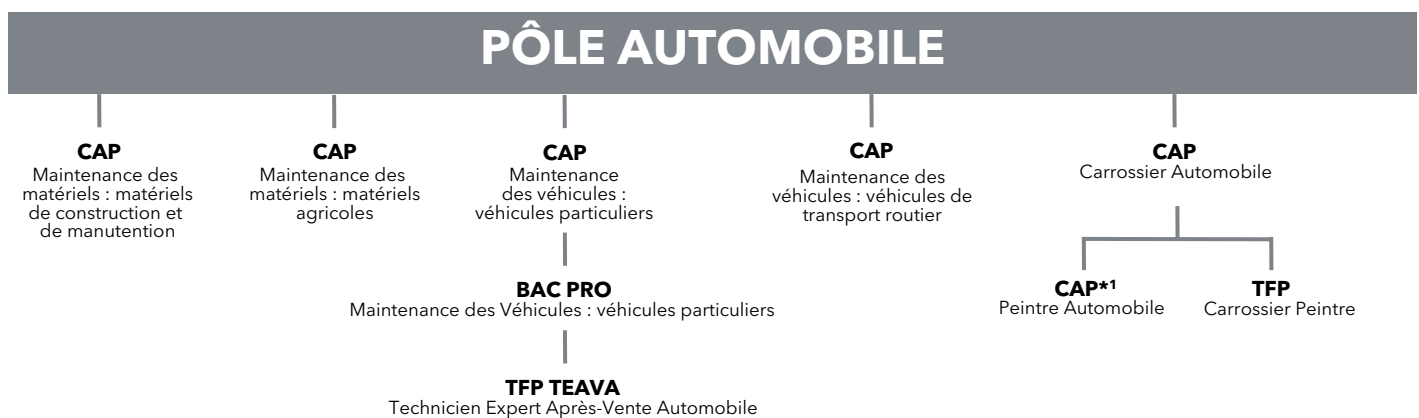 PÔLE AUTOMOBILE
CAP
Maintenance des
matériels : matériels
de construction et
de manutention
CAP
Maintenance des
matériels : matériels
agricoles
CAP
Maintenance
des véhicules :
véhicules particuliers
CAP
Maintenance des
véhicules : véhicules de
transport routier
CAP
Carrossier Automobile
BAC PRO
Maintenance des Véhicules : véhicules particuliers
CAP*¹
Peintre Automobile
TFP
Carrossier Peintre
TFP TEAVA
Technicien Expert Après-Vente Automobile